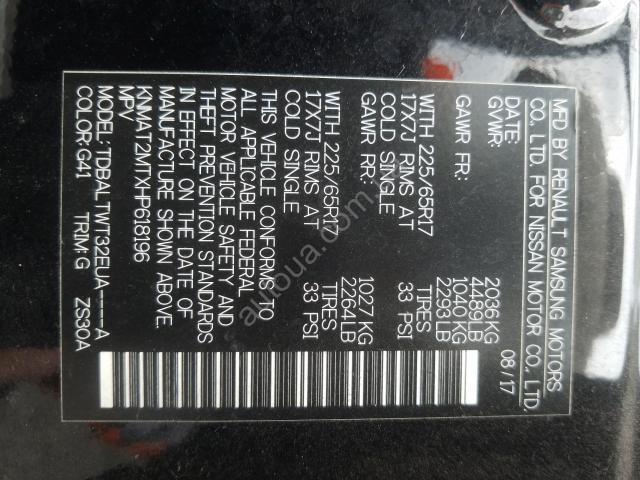 MFD BY RENAULT SAMSUNG MOTORS
CO., LTD. FOR NISSAN MOTOR CO., LTD.
DATE: 08/17
GVWR: 2036KG
4489LB
GAWR FR: 1040KG
2293LB
WITH 225/65R17 TIRES
17X7J RIMS AT 33 PSI
COLD SINGLE
GAWR RR: 1027KG
2264LB
WITH 225/65R17 TIRES
17X7J RIMS AT 33 PSI
COLD SINGLE
THIS VEHICLE CONFORMS TO
ALL APPLICABLE FEDERAL
MOTOR VEHICLE SAFETY AND
THEFT PREVENTION STANDARDS
IN EFFECT ON THE DATE OF
MANUFACTURE SHOWN ABOVE.
KNMAT2MTXHP618196
MPV
MODEL: TDBALTWT32EUA----A
COLOR: G41 TRIM: G ZS30A
autoua.com